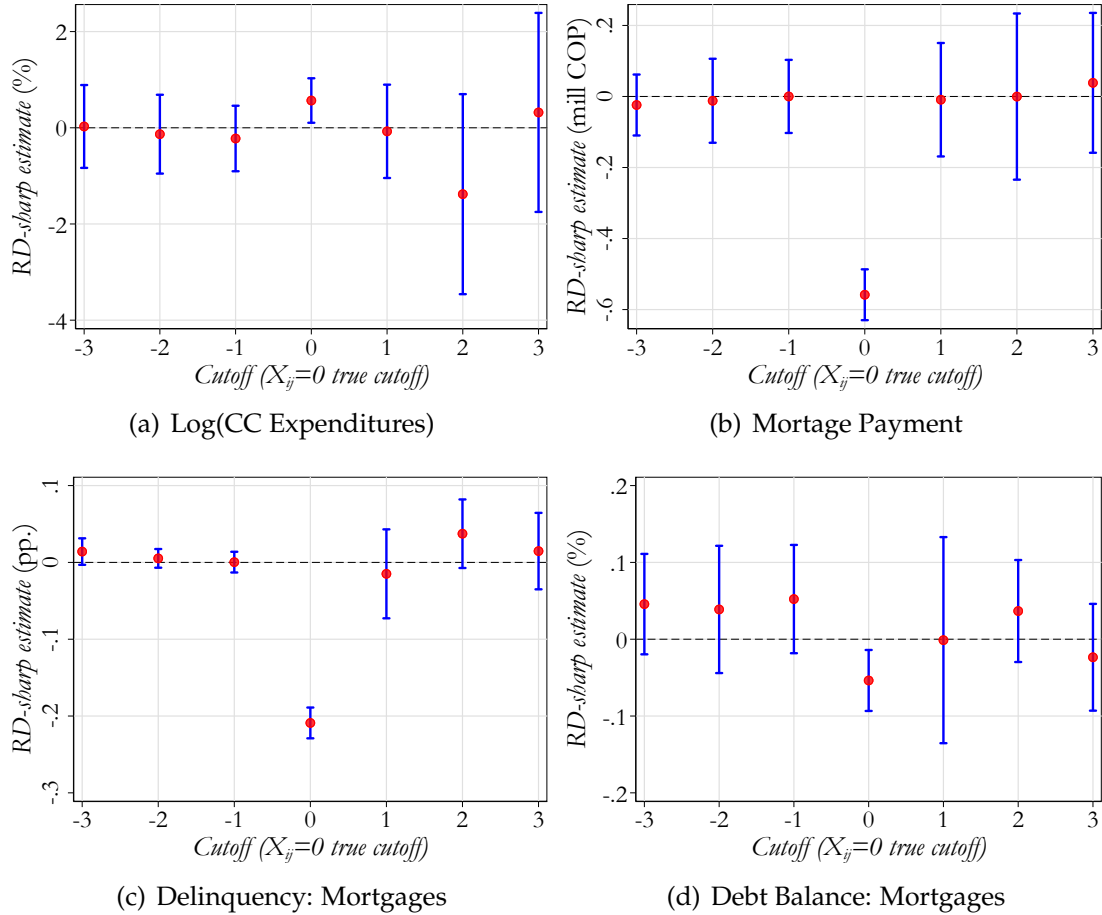 RD-sharp estimate (%)
2
0
-2
-4
-3 -2 -1 0 1 2 3
Cutoff (Xij=0 true cutoff)
(a) Log(CC Expenditures)
RD-sharp estimate (mill COP)
0
-.2
-.4
-.6
-3 -2 -1 0 1 2 3
Cutoff (Xij=0 true cutoff)
(b) Mortage Payment
RD-sharp estimate (pp.)
.1
0
-.1
-.2
-.3
-3 -2 -1 0 1 2 3
Cutoff (Xij=0 true cutoff)
(c) Delinquency: Mortgages
RD-sharp estimate (%)
.2
.1
0
-.1
-.2
-3 -2 -1 0 1 2 3
Cutoff (Xij=0 true cutoff)
(d) Debt Balance: Mortgages